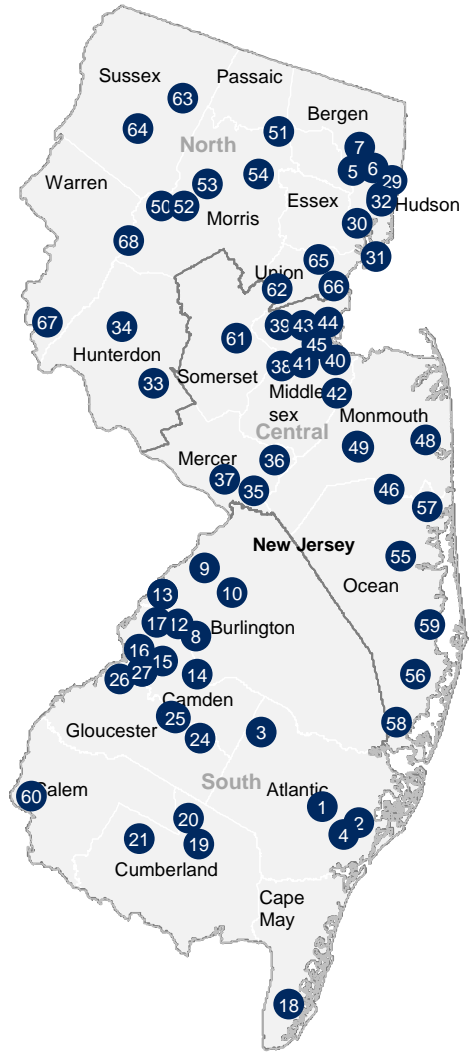 Sussex
Passaic
63
Bergen
64
51
North
7
54
5
6
Warren
53
29
Essex
32
50
52
Hudson
Morris
30
68
31
65
Union
66
62
67
34
39
43
44
61
45
Hunterdon
38
41
40
Somerset
33
Middle
sex
42
Monmouth
Central
48
49
Mercer
36
37
46
35
57
New Jersey
9
55
10
Ocean
13
17
12
59
Burlington
8
16
15
14
56
26
27
Camden
25
58
Gloucester
24
3
South
60
Salem
Atlantic
1
20
2
21
19
4
Cumberland
Cape
May
18